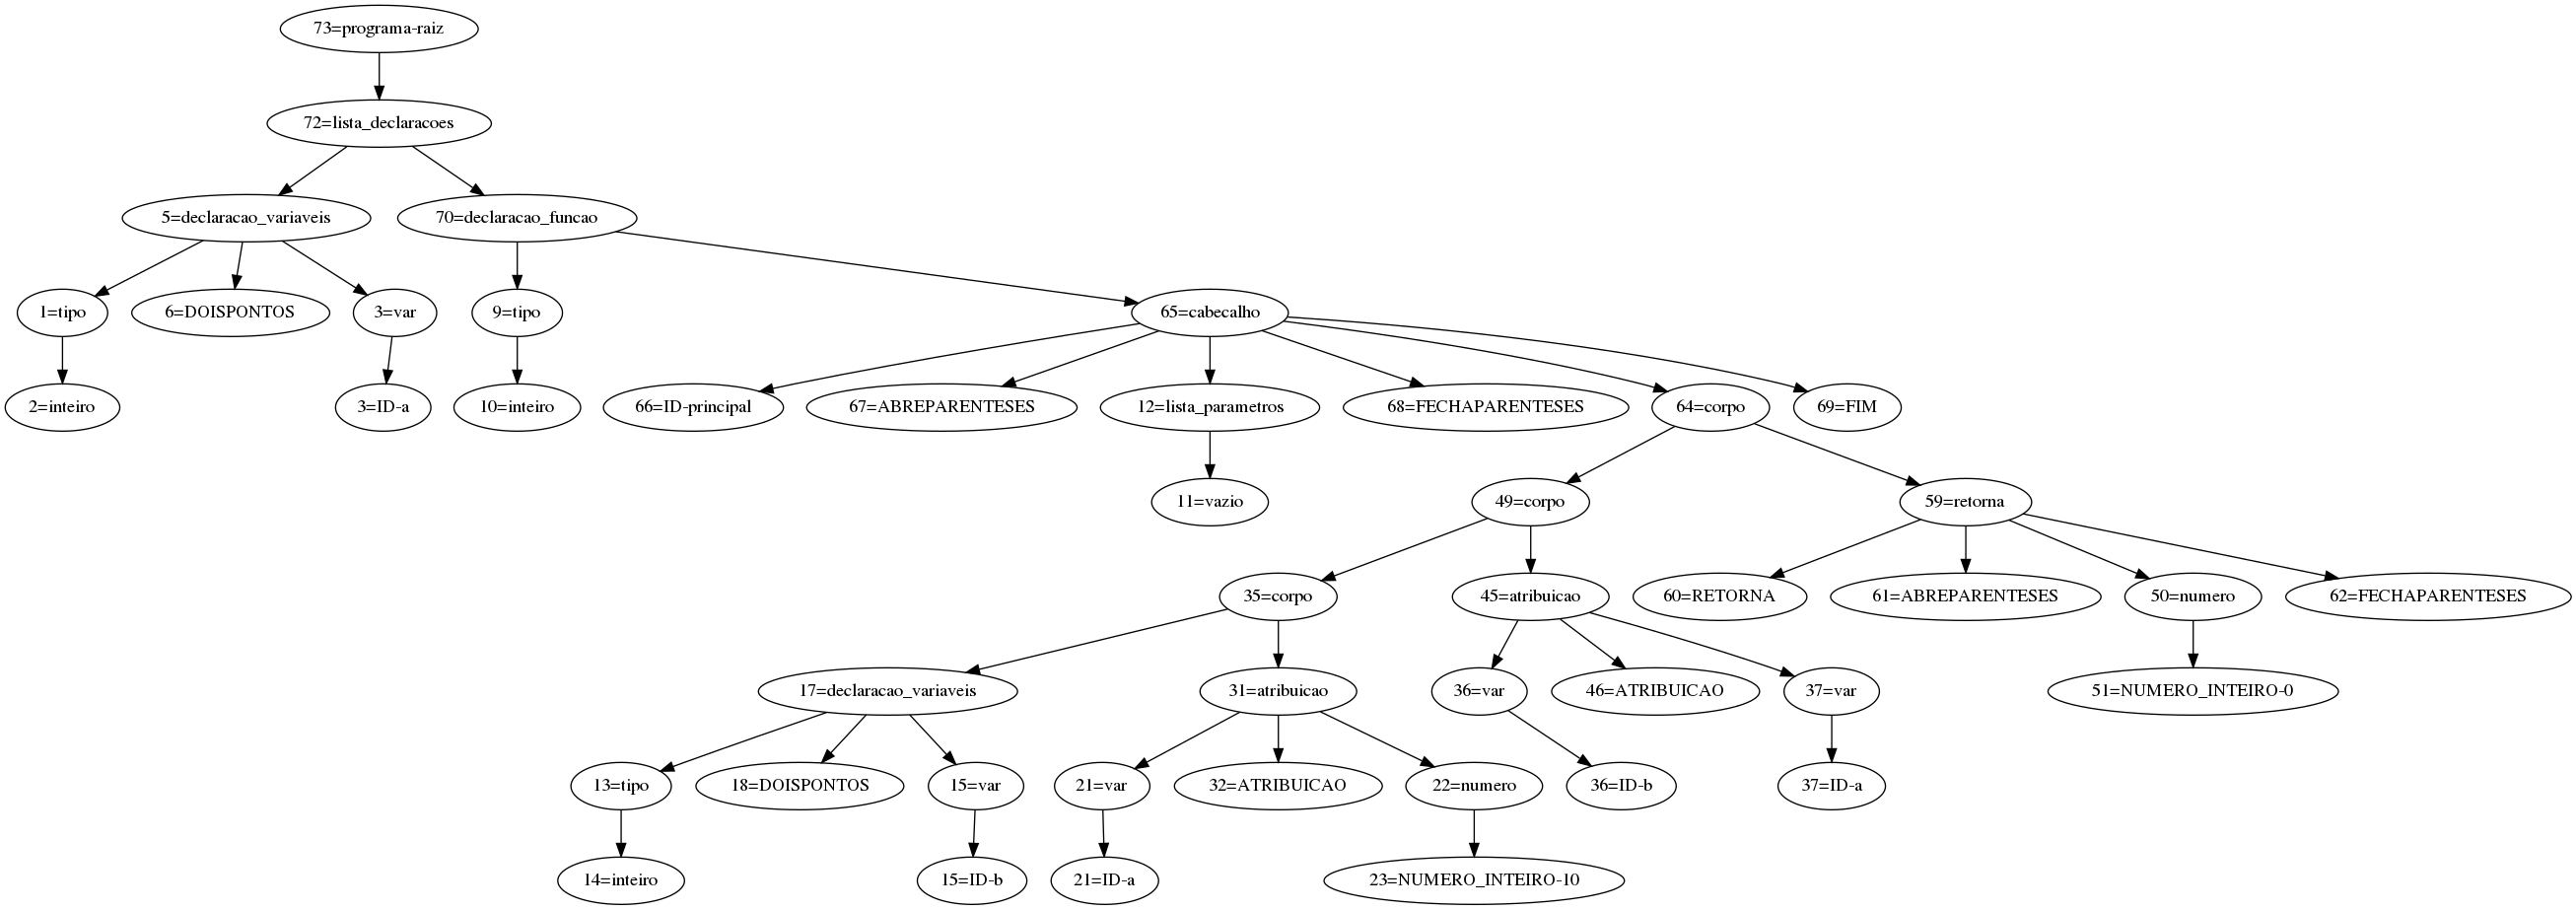 73=programa-raiz
72=lista_declaracoes
5=declaracao_variaveis
70=declaracao_funcao
1=tipo
6=DOISPONTOS
3=var
9=tipo
65=cabecalho
2=inteiro
3=ID-a
10=inteiro
66=ID-principal
67=ABREPARENTESES
12=lista_parametros
68=FECHAPARENTESES
64=corpo
69=FIM
11=vazio
49=corpo
59=retorna
35=corpo
45=atribuicao
60=RETORNA
61=ABREPARENTESES
50=numero
62=FECHAPARENTESES
17=declaracao_variaveis
31=atribuicao
36=var
46=ATRIBUICAO
37=var
51=NUMERO_INTEIRO-0
13=tipo
18=DOISPONTOS
15=var
21=var
32=ATRIBUICAO
22=numero
36=ID-b
37=ID-a
14=inteiro
15=ID-b
21=ID-a
23=NUMERO_INTEIRO-10